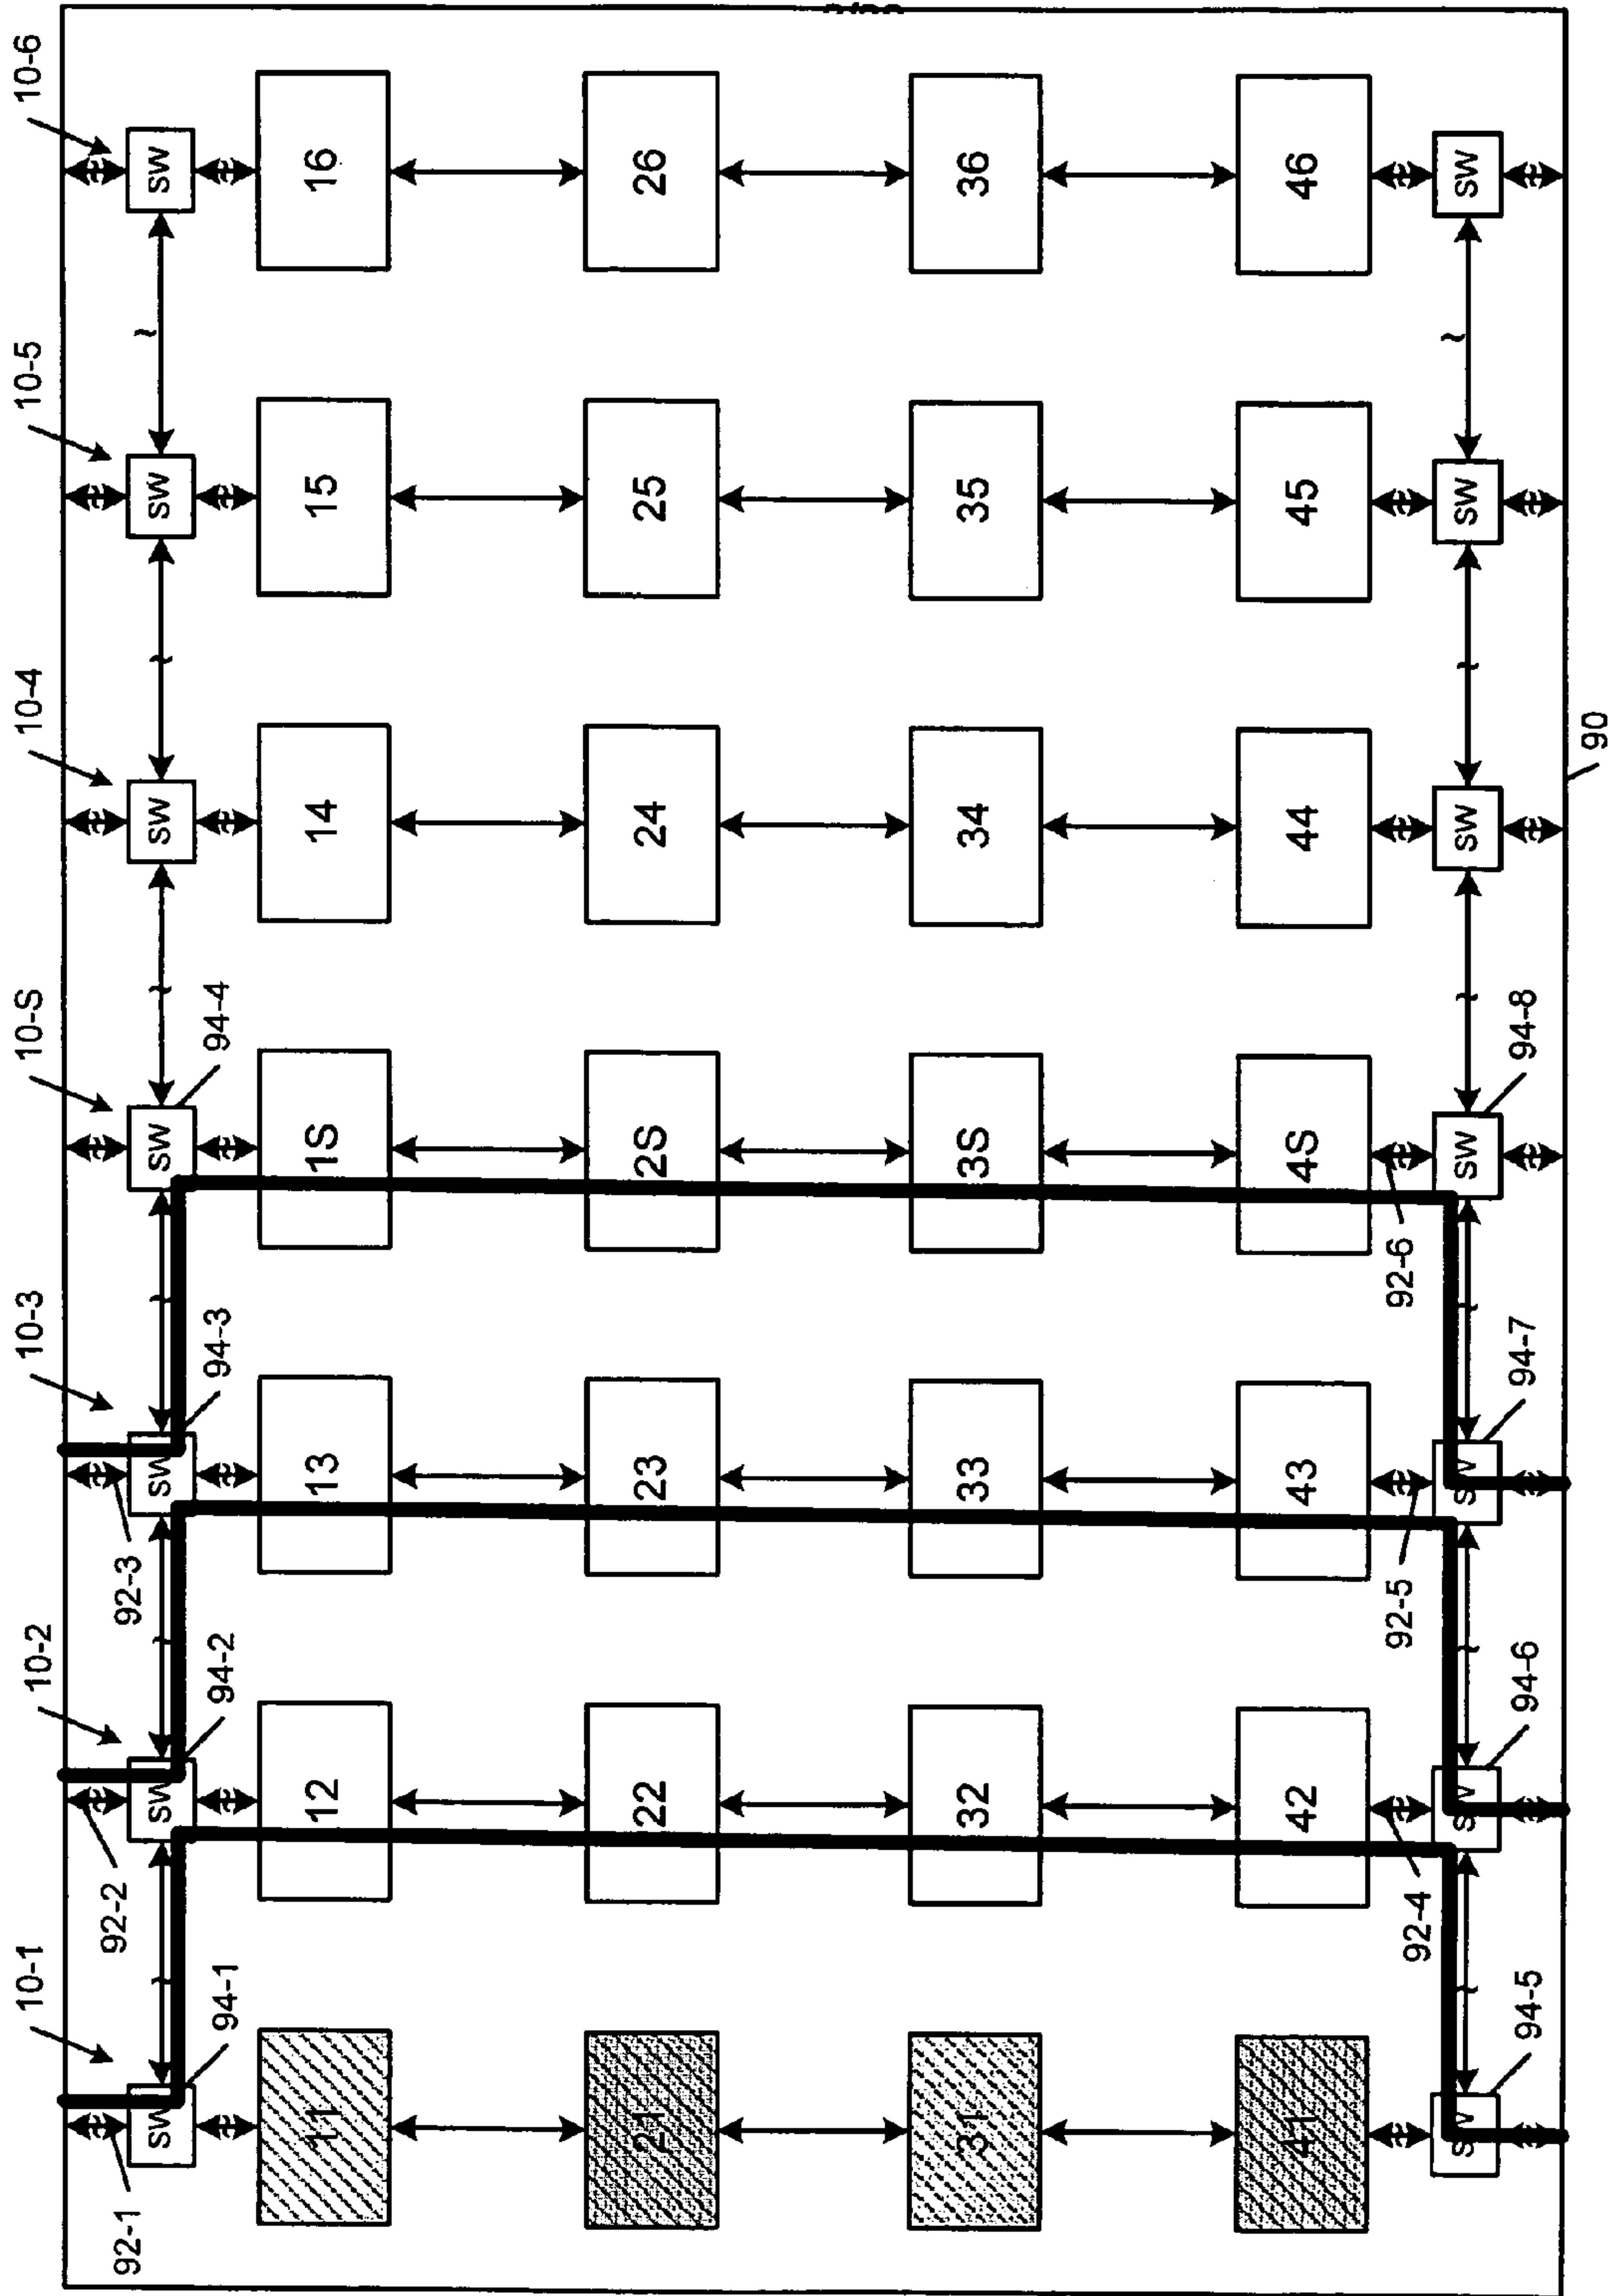 10-1 10-2 10-3 10-S 10-4 10-5 10-6
92-1 92-2 92-3
SW SW SW SW SW SW SW
94-1 94-2 94-3 94-4
11 12 13 1S 14 15 16
21 22 23 2S 24 25 26
31 32 33 3S 34 35 36
41 42 43 4S 44 45 46
92-4 92-5 92-6
SW SW SW SW SW SW SW
94-5 94-6 94-7 94-8
90